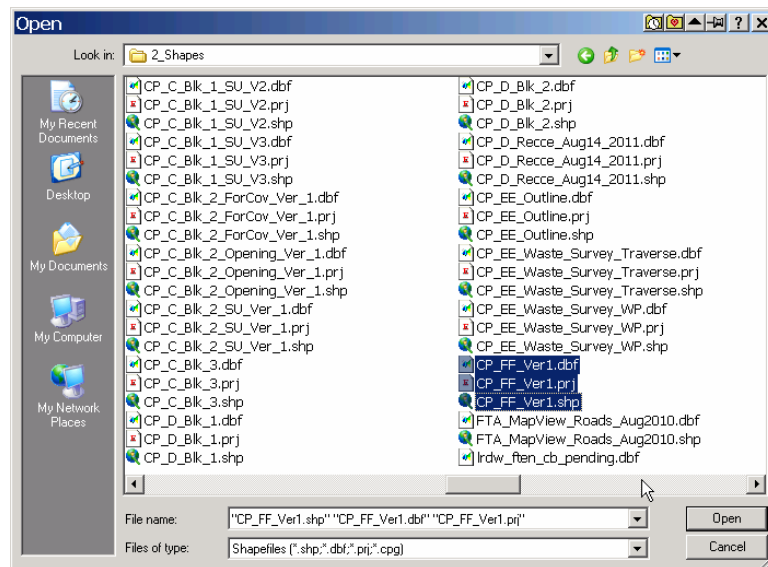 Open
?
X
Look in:
2_Shapes
My Recent
Documents
Desktop
My Documents
My Computer
My Network
Places
CP_C_Blk_1_SU_V2.dbf
CP_C_Blk_1_SU_V2.prj
CP_C_Blk_1_SU_V2.shp
CP_C_Blk_1_SU_V3.dbf
CP_C_Blk_1_SU_V3.prj
CP_C_Blk_1_SU_V3.shp
CP_C_Blk_2_ForCov_Ver_1.dbf
CP_C_Blk_2_ForCov_Ver_1.prj
CP_C_Blk_2_ForCov_Ver_1.shp
CP_C_Blk_2_Opening_Ver_1.dbf
CP_C_Blk_2_Opening_Ver_1.prj
CP_C_Blk_2_Opening_Ver_1.shp
CP_C_Blk_2_SU_Ver_1.dbf
CP_C_Blk_2_SU_Ver_1.prj
CP_C_Blk_2_SU_Ver_1.shp
CP_C_Blk_3.dbf
CP_C_Blk_3.prj
CP_C_Blk_3.shp
CP_D_Blk_1.dbf
CP_D_Blk_1.prj
CP_D_Blk_1.shp
CP_D_Blk_2.dbf
CP_D_Blk_2.prj
CP_D_Blk_2.shp
CP_D_Recce_Aug14_2011.dbf
CP_D_Recce_Aug14_2011.prj
CP_D_Recce_Aug14_2011.shp
CP_EE_Outline.dbf
CP_EE_Outline.prj
CP_EE_Outline.shp
CP_EE_Waste_Survey_Traverse.dbf
CP_EE_Waste_Survey_Traverse.prj
CP_EE_Waste_Survey_Traverse.shp
CP_EE_Waste_Survey_WP.dbf
CP_EE_Waste_Survey_WP.prj
CP_EE_Waste_Survey_WP.shp
CP_FF_Ver1.dbf
CP_FF_Ver1.prj
CP_FF_Ver1.shp
FTA_MapView_Roads_Aug2010.dbf
FTA_MapView_Roads_Aug2010.shp
lrdw_ften_cb_pending.dbf
File name:
"CP_FF_Ver1.shp" "CP_FF_Ver1.dbf" "CP_FF_Ver1.prj"
Open
Files of type:
Shapefiles (*.shp;*.dbf;*.prj;*.cpg)
Cancel